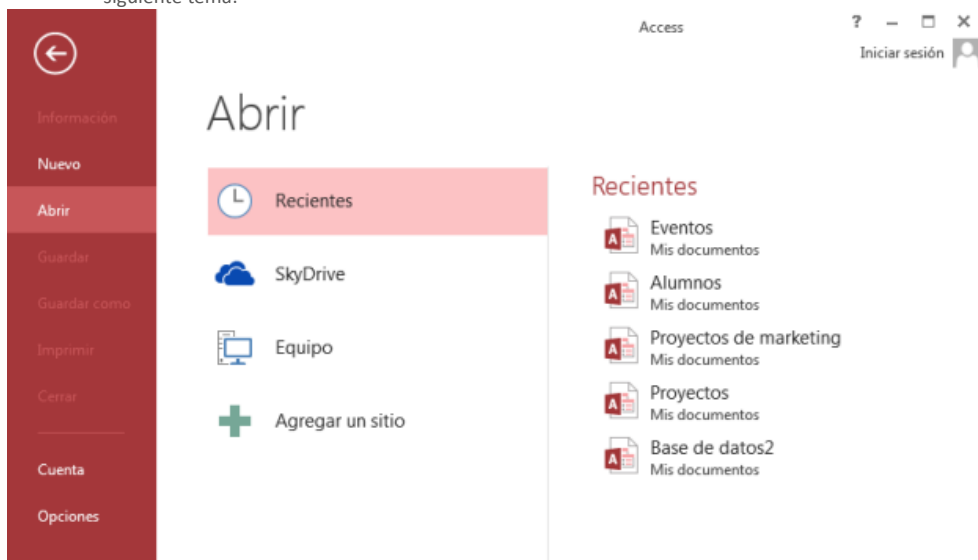 siguiente tema.
Access
?
Iniciar sesión
Información
Nuevo
Abrir
Guardar
Guardar como
Imprimir
Cerrar
Cuenta
Opciones
Abrir
Recientes
SkyDrive
Equipo
Agregar un sitio
Recientes
Eventos
Mis documentos
Alumnos
Mis documentos
Proyectos de marketing
Mis documentos
Proyectos
Mis documentos
Base de datos2
Mis documentos